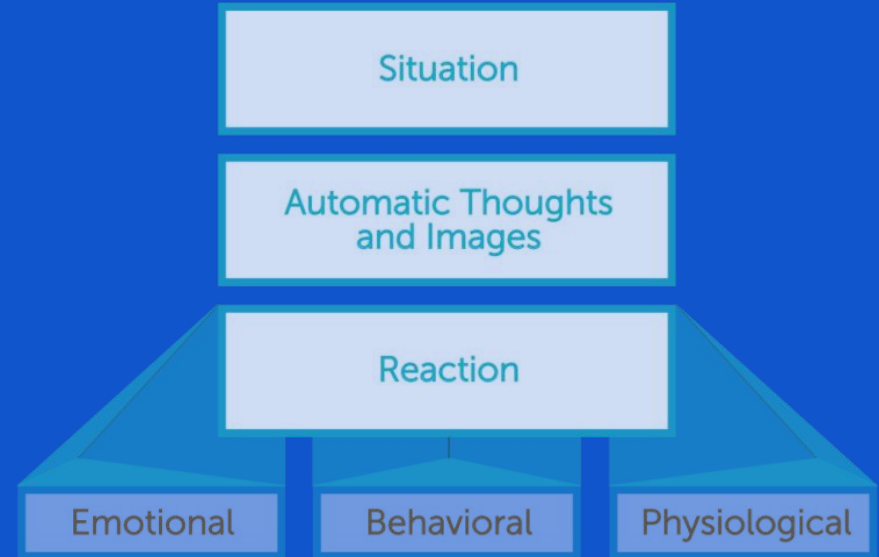 Situation
Automatic Thoughts
and Images
Reaction
Emotional
Behavioral
Physiological